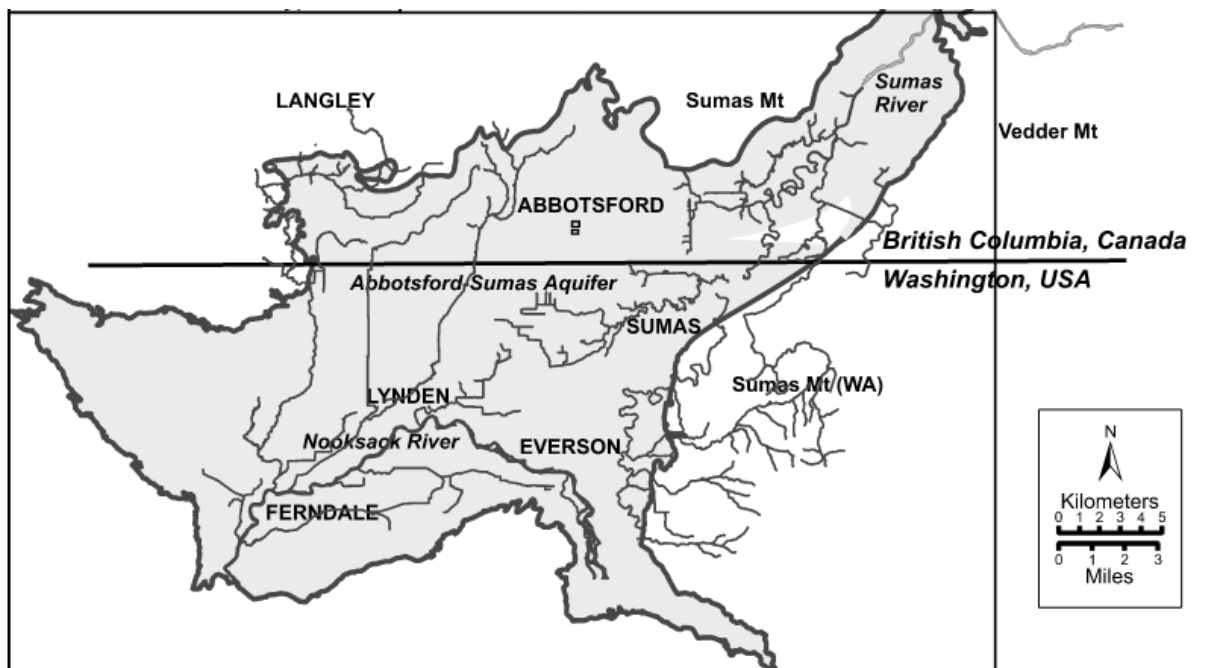 LANGLEY
Sumas Mt
Sumas
River
Vedder Mt
ABBOTSFORD
British Columbia, Canada
Abbotsford-Sumas Aquifer
Washington, USA
SUMAS
Sumas Mt (WA)
LYNDEN
Nooksack River
EVERSON
FERNDALE
N
Kilometers
0 1 2 3 4 5
0 1 2 3
Miles